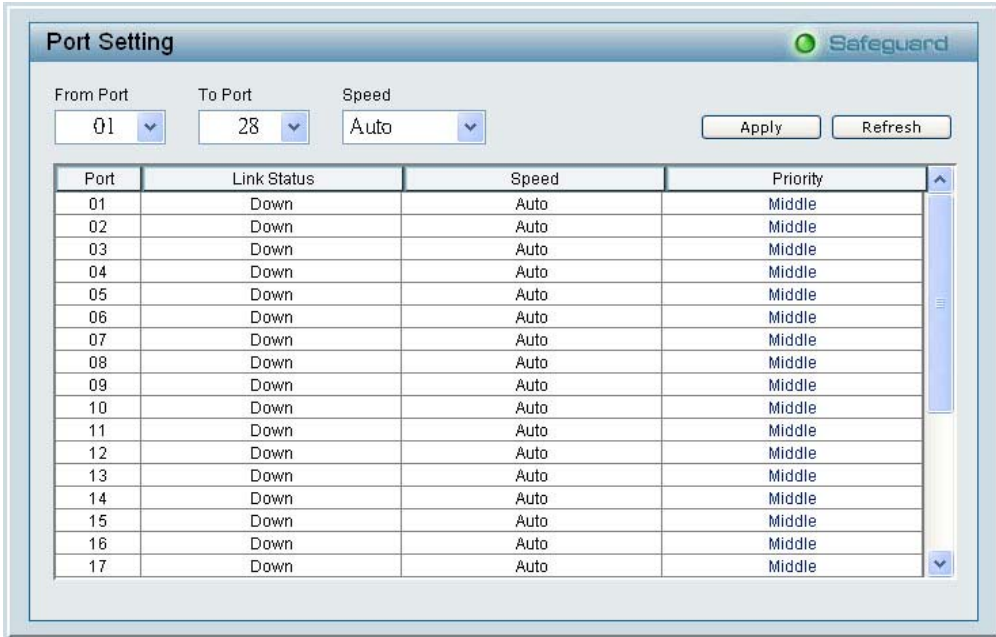 Port Setting
Safeguard
From Port To Port Speed
01 28 Auto Apply Refresh
Port Link Status Speed Priority
01 Down Auto Middle
02 Down Auto Middle
03 Down Auto Middle
04 Down Auto Middle
05 Down Auto Middle
06 Down Auto Middle
07 Down Auto Middle
08 Down Auto Middle
09 Down Auto Middle
10 Down Auto Middle
11 Down Auto Middle
12 Down Auto Middle
13 Down Auto Middle
14 Down Auto Middle
15 Down Auto Middle
16 Down Auto Middle
17 Down Auto Middle